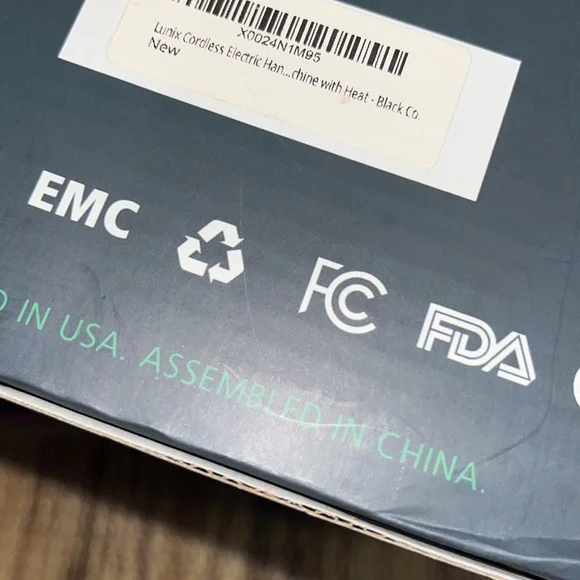 X0024N1M95
Lunix Cordless Electric Han...chine with Heat - Black Co.
New
EMC
FC
FDA
IN USA. ASSEMBLED IN CHINA.